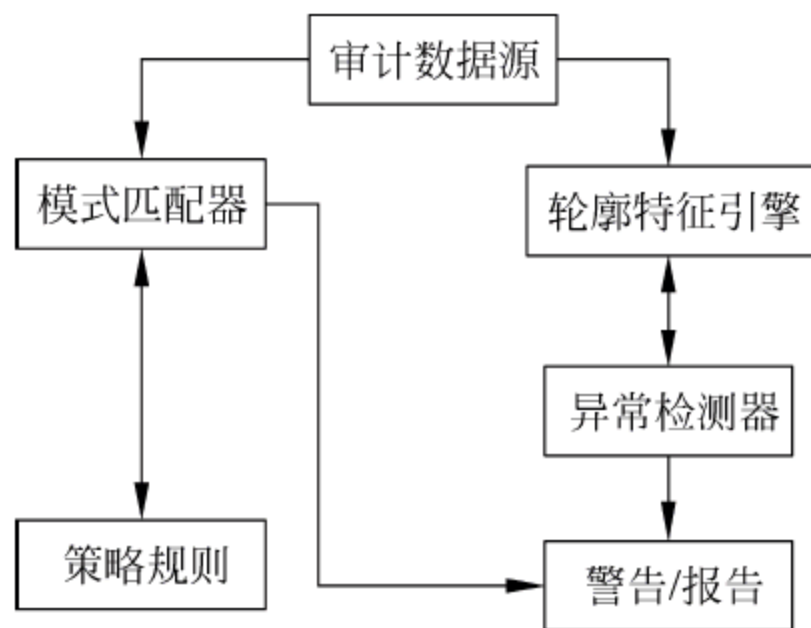 审计数据源
模式匹配器
轮廓特征引擎
异常检测器
策略规则
警告/报告